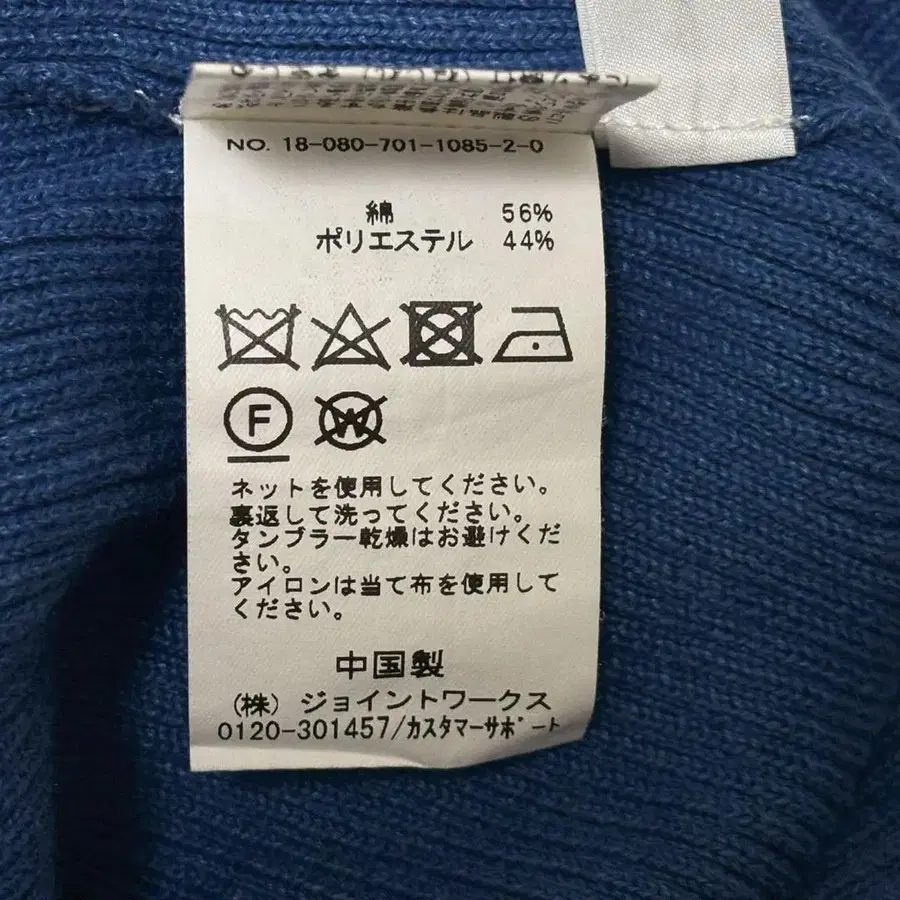 NO. 18-080-701-1085-2-0
綿 56%
ポリエステル 44%
F
W
ネットを使用してください。
裏返して洗ってください。
タンブラー乾燥はお避けくだ
さい。
アイロンは当て布を使用して
ください。
中国製
(株) ジョイントワークス
0120-301457/カスタマーサポート